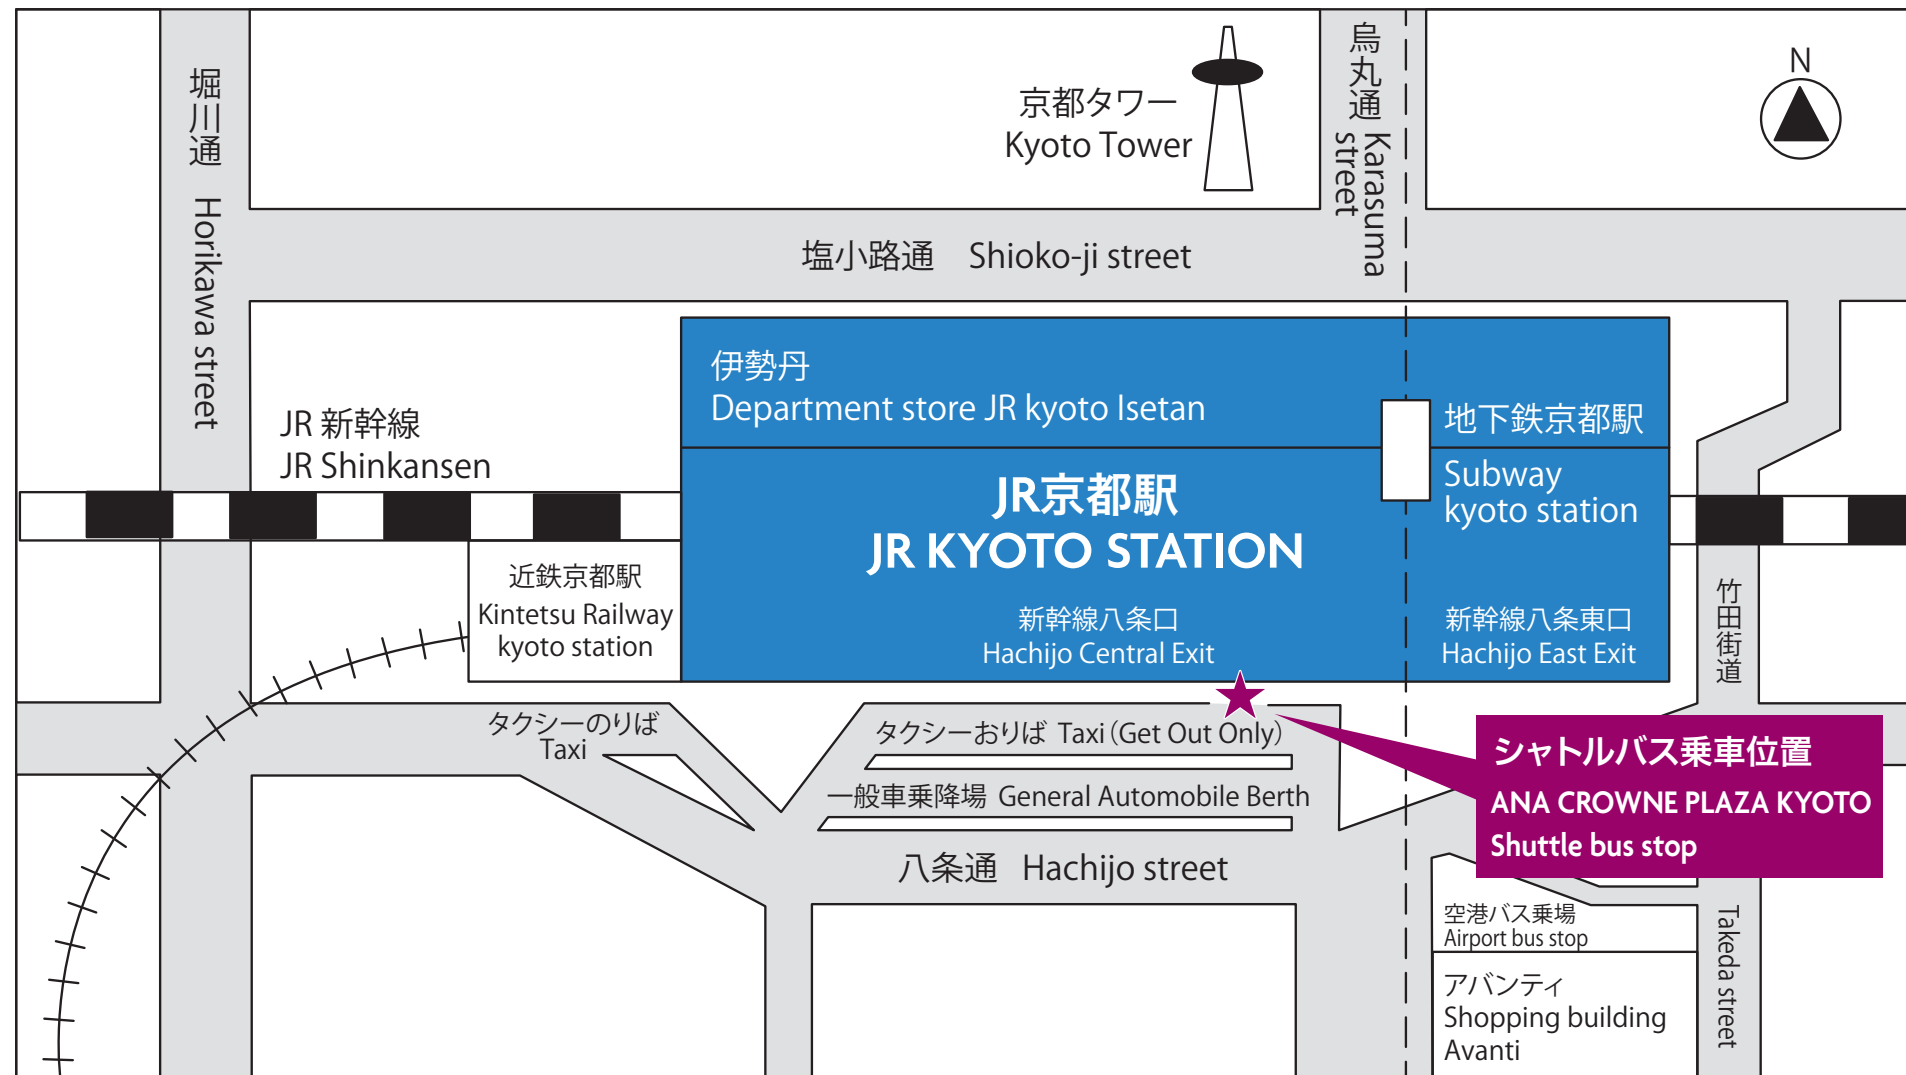 堀川通 Horikawa street
京都タワー
Kyoto Tower
烏丸通 Karasuma
street
N
塩小路通 Shioko-ji street
伊勢丹
Department store JR kyoto Isetan
JR 新幹線
JR Shinkansen
地下鉄京都駅
Subway
kyoto station
JR京都駅
JR KYOTO STATION
近鉄京都駅
Kintetsu Railway
kyoto station
新幹線八条口
Hachijo Central Exit
新幹線八条東口
Hachijo East Exit
竹田街道
タクシーのりば
Taxi
タクシーおりば Taxi（Get Out Only）
一般車乗降場 General Automobile Berth
シャトルバス乗車位置
ANA CROWNE PLAZA KYOTO
Shuttle bus stop
八条通 Hachijo street
空港バス乗場
Airport bus stop
アバンティ
Shopping building
Avanti
Takeda street